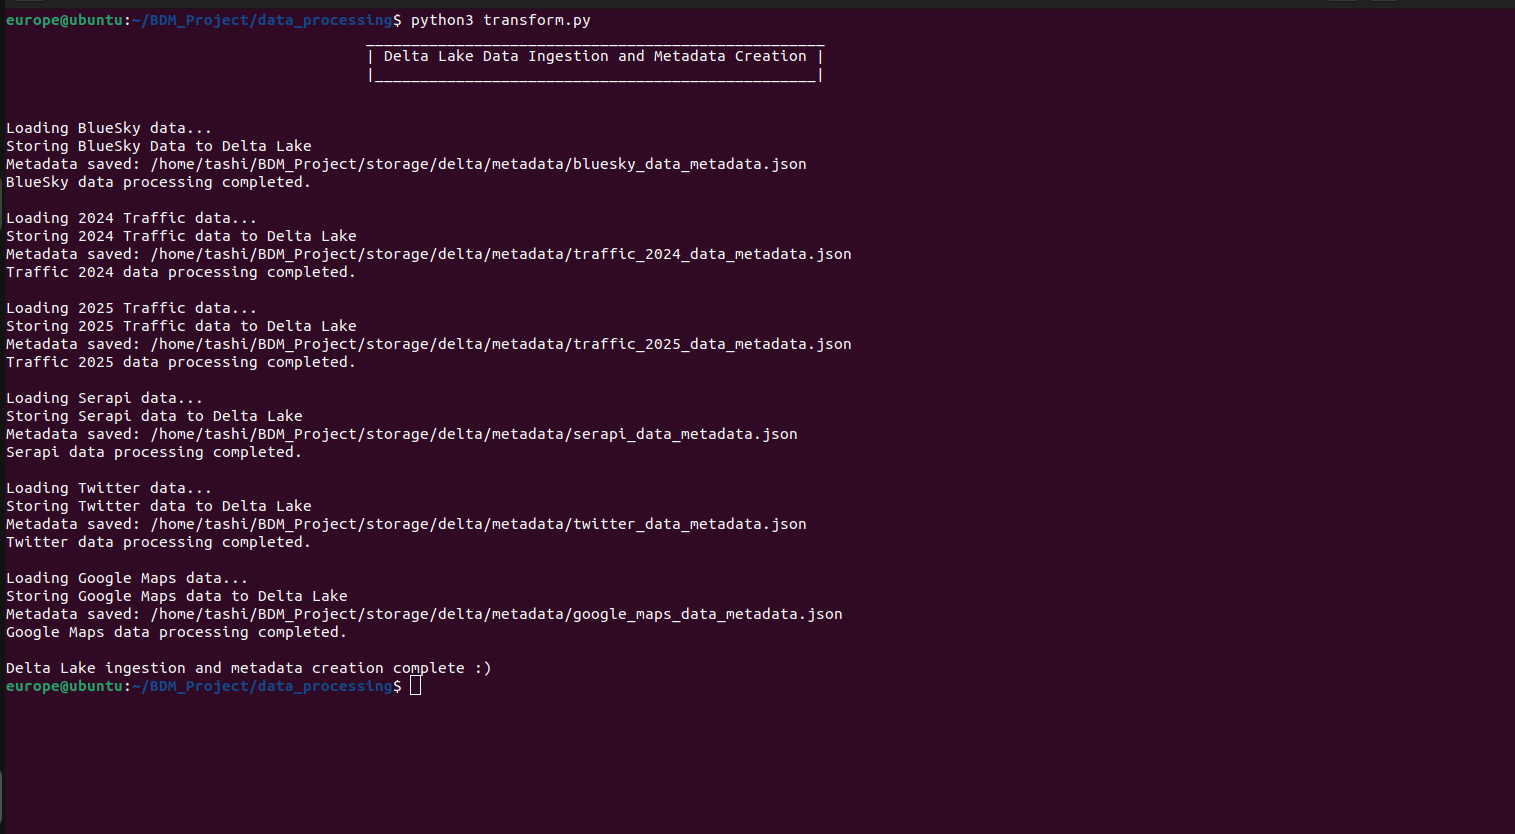 europe@ubuntu:~/BDM_Project/data_processing$ python3 transform.py
___________________________________________________
| Delta Lake Data Ingestion and Metadata Creation |
|_________________________________________________|
Loading BlueSky data...
Storing BlueSky Data to Delta Lake
Metadata saved: /home/tashi/BDM_Project/storage/delta/metadata/bluesky_data_metadata.json
BlueSky data processing completed.
Loading 2024 Traffic data...
Storing 2024 Traffic data to Delta Lake
Metadata saved: /home/tashi/BDM_Project/storage/delta/metadata/traffic_2024_data_metadata.json
Traffic 2024 data processing completed.
Loading 2025 Traffic data...
Storing 2025 Traffic data to Delta Lake
Metadata saved: /home/tashi/BDM_Project/storage/delta/metadata/traffic_2025_data_metadata.json
Traffic 2025 data processing completed.
Loading Serapi data...
Storing Serapi data to Delta Lake
Metadata saved: /home/tashi/BDM_Project/storage/delta/metadata/serapi_data_metadata.json
Serapi data processing completed.
Loading Twitter data...
Storing Twitter data to Delta Lake
Metadata saved: /home/tashi/BDM_Project/storage/delta/metadata/twitter_data_metadata.json
Twitter data processing completed.
Loading Google Maps data...
Storing Google Maps data to Delta Lake
Metadata saved: /home/tashi/BDM_Project/storage/delta/metadata/google_maps_data_metadata.json
Google Maps data processing completed.
Delta Lake ingestion and metadata creation complete :)
europe@ubuntu:~/BDM_Project/data_processing$